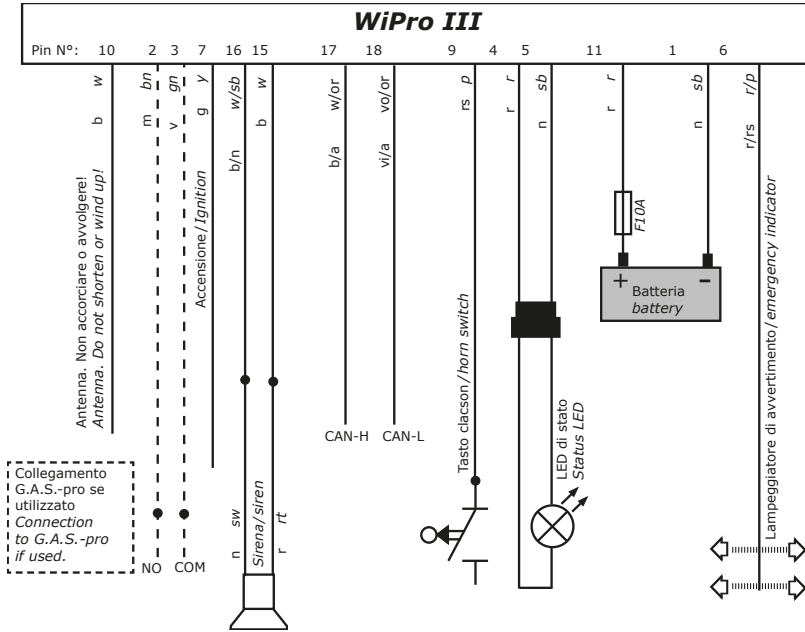 WiPro III
Pin N°: 10 2 3 7 16 15 17 18 9 4 5 11 1 6
b w
m bn
v gn
g y
b/n w/sb
b w
b/a w/or
vi/a vo/or
rs p
r r
n sb
r r
n sb
r/rs r/p
Antenna. Non accorciare o avvolgere!
Antenna. Do not shorten or wind up!
Accensione/Ignition
F10A
+ -
Batteria
battery
Tasto clacson/horn switch
LED di stato
Status LED
Lampeggiatore di avvertimento/emergency indicator
CAN-H CAN-L
Collegamento
G.A.S.-pro se
utilizzato
Connection
to G.A.S.-pro
if used.
NO COM
n sw
Sirena/siren
r rt